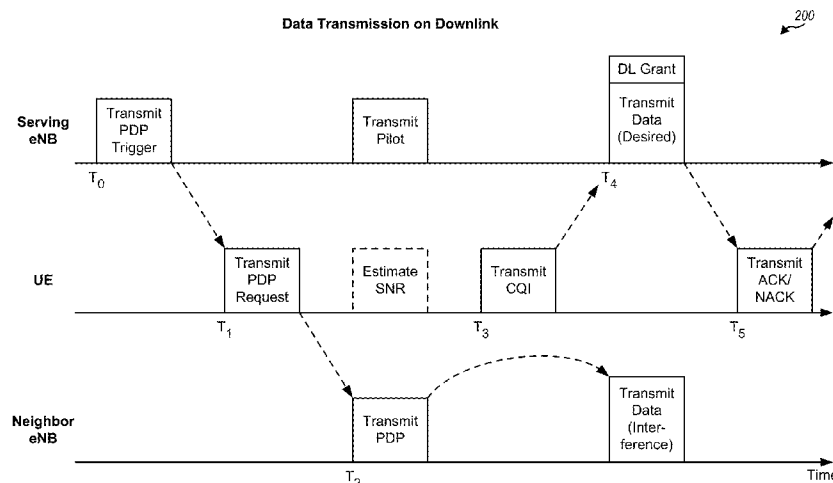 Data Transmission on Downlink
200
DL Grant
Serving
eNB
Transmit
PDP
Trigger
Transmit
Pilot
Transmit
Data
(Desired)
T0
T4
UE
Transmit
PDP
Request
Estimate
SNR
Transmit
CQI
Transmit
ACK/
NACK
T1
T3
T5
Neighbor
eNB
Transmit
PDP
Transmit
Data
(Inter-
ference)
Time